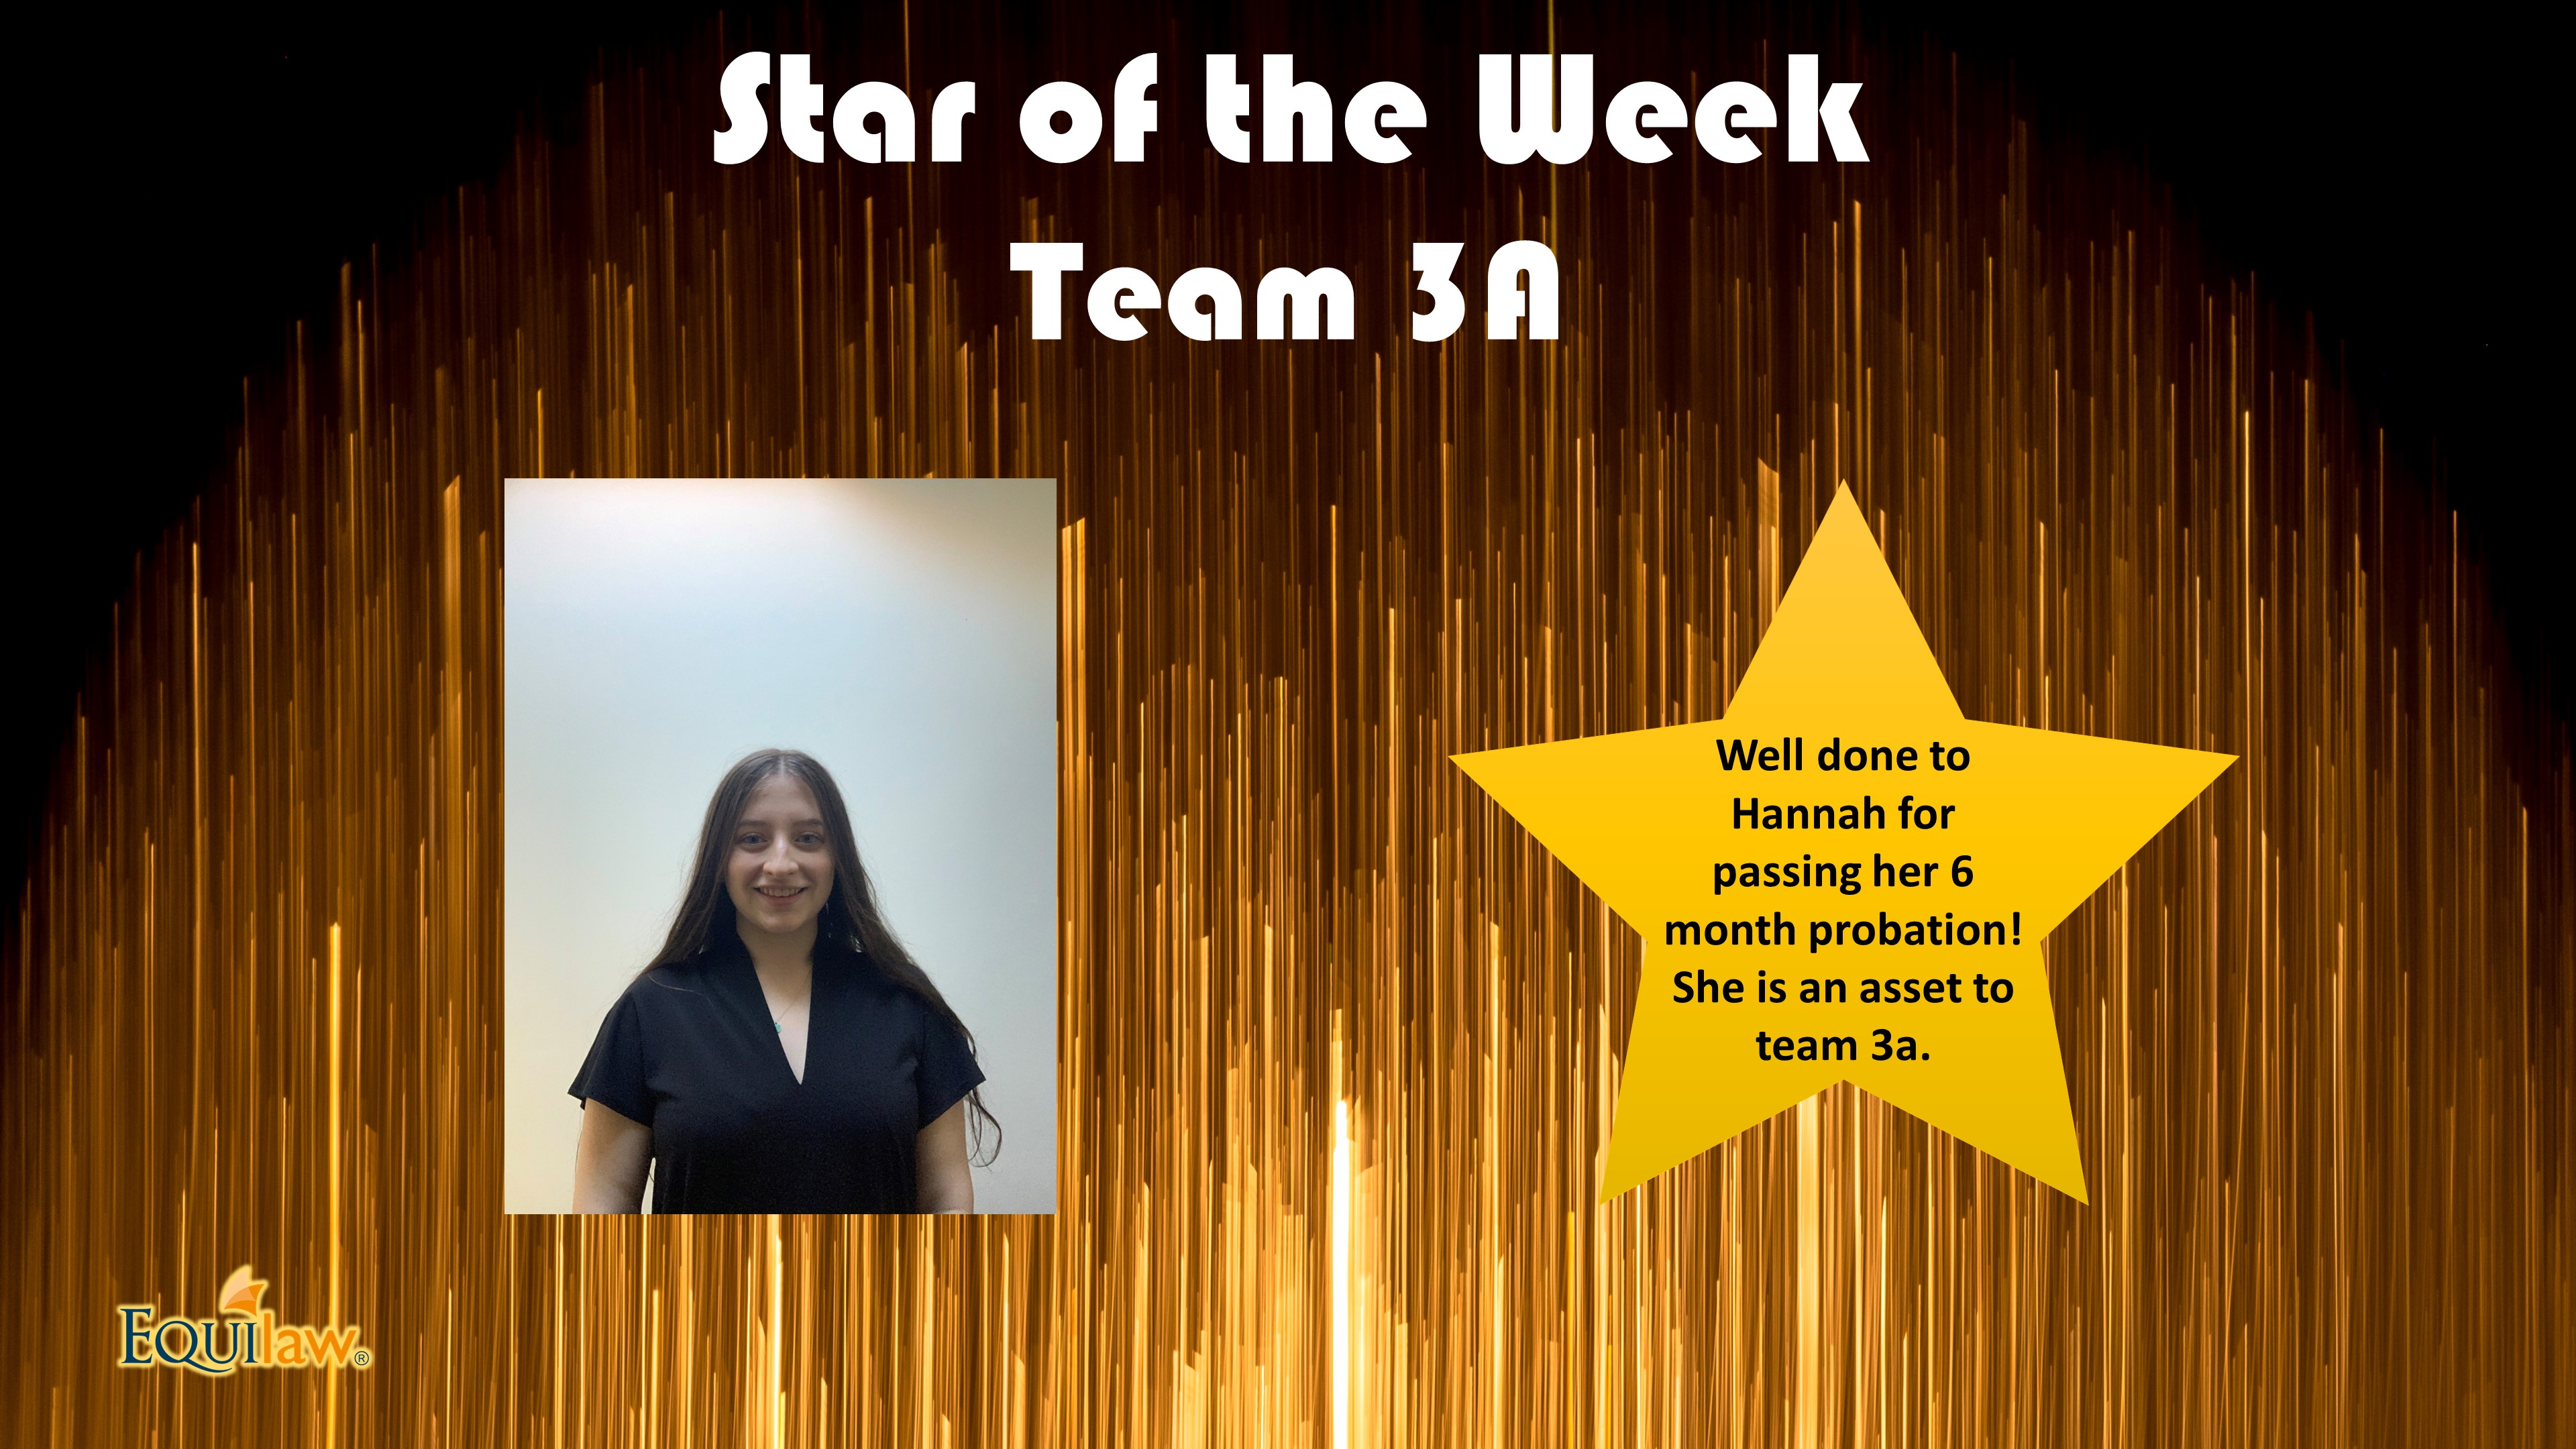 Star of the Week
Team 3A
Well done to
Hannah for
passing her 6
month probation!
She is an asset to
team 3a.
EQUIlaw®